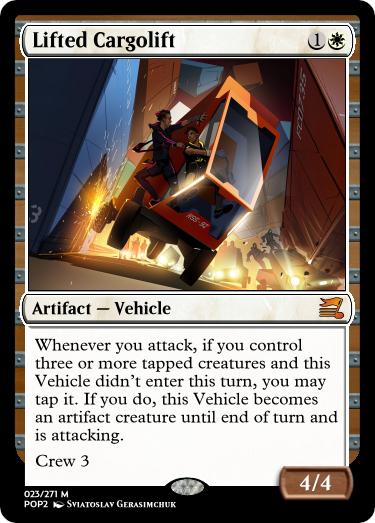 Lifted Cargolift 1
KSE-92
Artifact — Vehicle
Whenever you attack, if you control
three or more tapped creatures and this
Vehicle didn't enter this turn, you may
tap it. If you do, this Vehicle becomes
an artifact creature until end of turn and
is attacking.
Crew 3
4/4
023/271 M
POP2 Sviatoslav Gerasimchuk